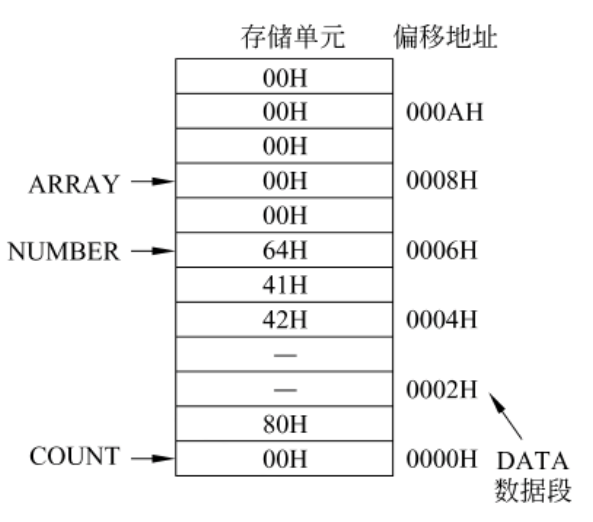 存储单元 偏移地址
00H
00H 000AH
00H
ARRAY 00H 0008H
00H
NUMBER 64H 0006H
41H
42H 0004H
—
— 0002H
80H
COUNT 00H 0000H DATA
数据段